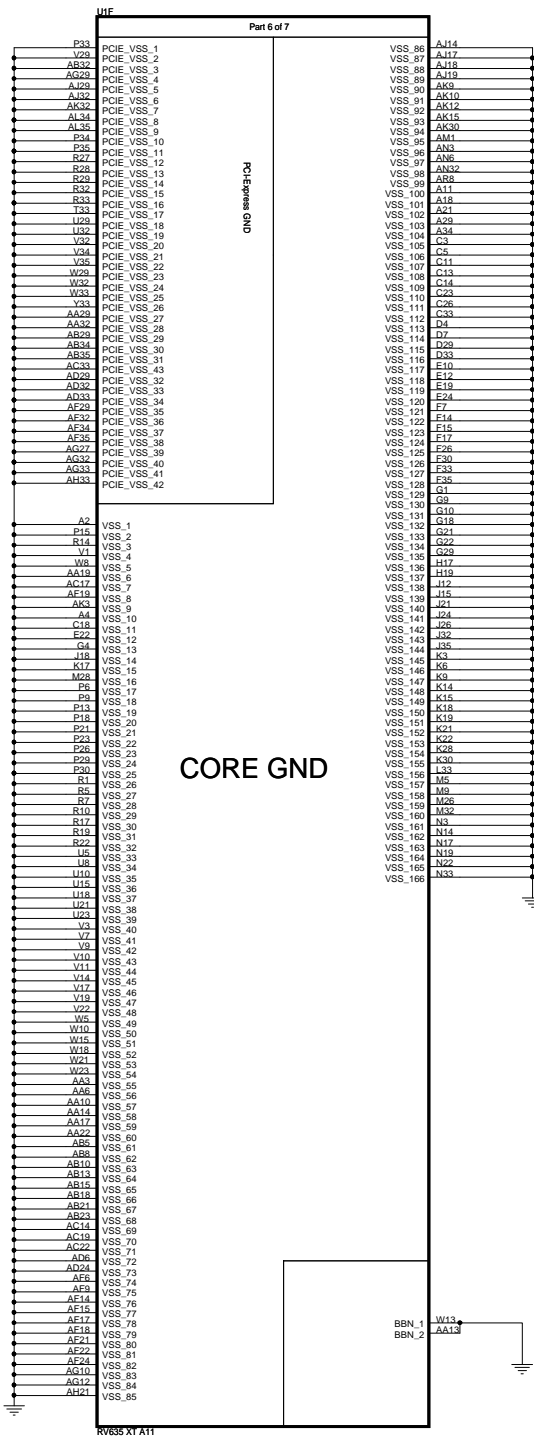 U1F
Part 6 of 7
P33 PCIE_VSS_1
V29 PCIE_VSS_2
AB32 PCIE_VSS_3
AG29 PCIE_VSS_4
AJ29 PCIE_VSS_5
AJ32 PCIE_VSS_6
AK32 PCIE_VSS_7
AL34 PCIE_VSS_8
AL35 PCIE_VSS_9
P34 PCIE_VSS_10
P35 PCIE_VSS_11
R27 PCIE_VSS_12
R28 PCIE_VSS_13
R29 PCIE_VSS_14
R32 PCIE_VSS_15
R33 PCIE_VSS_16
T33 PCIE_VSS_17
U29 PCIE_VSS_18
U32 PCIE_VSS_19
V32 PCIE_VSS_20
V34 PCIE_VSS_21
V35 PCIE_VSS_22
W29 PCIE_VSS_23
W32 PCIE_VSS_24
W33 PCIE_VSS_25
Y33 PCIE_VSS_26
AA29 PCIE_VSS_27
AA32 PCIE_VSS_28
AB29 PCIE_VSS_29
AB34 PCIE_VSS_30
AB35 PCIE_VSS_31
AC33 PCIE_VSS_43
AD29 PCIE_VSS_32
AD32 PCIE_VSS_33
AD33 PCIE_VSS_34
AF29 PCIE_VSS_35
AF32 PCIE_VSS_36
AF34 PCIE_VSS_37
AF35 PCIE_VSS_38
AG27 PCIE_VSS_39
AG32 PCIE_VSS_40
AG33 PCIE_VSS_41
AH33 PCIE_VSS_42
PCI-Express GND
A2 VSS_1
P15 VSS_2
R14 VSS_3
V1 VSS_4
W8 VSS_5
AA19 VSS_6
AC17 VSS_7
AF19 VSS_8
AK3 VSS_9
A4 VSS_10
C18 VSS_11
E22 VSS_12
G4 VSS_13
J18 VSS_14
K17 VSS_15
M28 VSS_16
P6 VSS_17
P9 VSS_18
P13 VSS_19
P18 VSS_20
P21 VSS_21
P23 VSS_22
P26 VSS_23
P29 VSS_24
P30 VSS_25
R1 VSS_26
R5 VSS_27
R7 VSS_28
R10 VSS_29
R17 VSS_30
R19 VSS_31
R22 VSS_32
U5 VSS_33
U8 VSS_34
U10 VSS_35
U15 VSS_36
U18 VSS_37
U21 VSS_38
U23 VSS_39
V3 VSS_40
V7 VSS_41
V9 VSS_42
V10 VSS_43
V11 VSS_44
V14 VSS_45
V17 VSS_46
V19 VSS_47
V22 VSS_48
W5 VSS_49
W10 VSS_50
W15 VSS_51
W18 VSS_52
W21 VSS_53
W23 VSS_54
AA3 VSS_55
AA6 VSS_56
AA10 VSS_57
AA14 VSS_58
AA17 VSS_59
AA22 VSS_60
AB5 VSS_61
AB8 VSS_62
AB10 VSS_63
AB13 VSS_64
AB15 VSS_65
AB18 VSS_66
AB21 VSS_67
AB23 VSS_68
AC14 VSS_69
AC19 VSS_70
AC22 VSS_71
AD6 VSS_72
AD24 VSS_73
AF6 VSS_74
AF9 VSS_75
AF14 VSS_76
AF15 VSS_77
AF17 VSS_78
AF18 VSS_79
AF21 VSS_80
AF22 VSS_81
AF24 VSS_82
AG10 VSS_83
AG12 VSS_84
AH21 VSS_85
CORE GND
VSS_86 AJ14
VSS_87 AJ17
VSS_88 AJ18
VSS_89 AJ19
VSS_90 AK9
VSS_91 AK10
VSS_92 AK12
VSS_93 AK15
VSS_94 AK30
VSS_95 AM1
VSS_96 AN3
VSS_97 AN6
VSS_98 AN32
VSS_99 AR8
VSS_100 A11
VSS_101 A18
VSS_102 A21
VSS_103 A29
VSS_104 A34
VSS_105 C3
VSS_106 C5
VSS_107 C11
VSS_108 C13
VSS_109 C14
VSS_110 C23
VSS_111 C26
VSS_112 C33
VSS_113 D4
VSS_114 D7
VSS_115 D29
VSS_116 D33
VSS_117 E10
VSS_118 E12
VSS_119 E19
VSS_120 E24
VSS_121 F7
VSS_122 F14
VSS_123 F15
VSS_124 F17
VSS_125 F26
VSS_126 F30
VSS_127 F33
VSS_128 F35
VSS_129 G1
VSS_130 G9
VSS_131 G10
VSS_132 G18
VSS_133 G21
VSS_134 G22
VSS_135 G29
VSS_136 H17
VSS_137 H19
VSS_138 J12
VSS_139 J15
VSS_140 J21
VSS_141 J24
VSS_142 J26
VSS_143 J32
VSS_144 J35
VSS_145 K3
VSS_146 K6
VSS_147 K9
VSS_148 K14
VSS_149 K15
VSS_150 K18
VSS_151 K19
VSS_152 K21
VSS_153 K22
VSS_154 K28
VSS_155 K30
VSS_156 L33
VSS_157 M5
VSS_158 M9
VSS_159 M26
VSS_160 M32
VSS_161 N3
VSS_162 N14
VSS_163 N17
VSS_164 N19
VSS_165 N22
VSS_166 N33
BBN_1 W13
BBN_2 AA13
RV635 XT A11